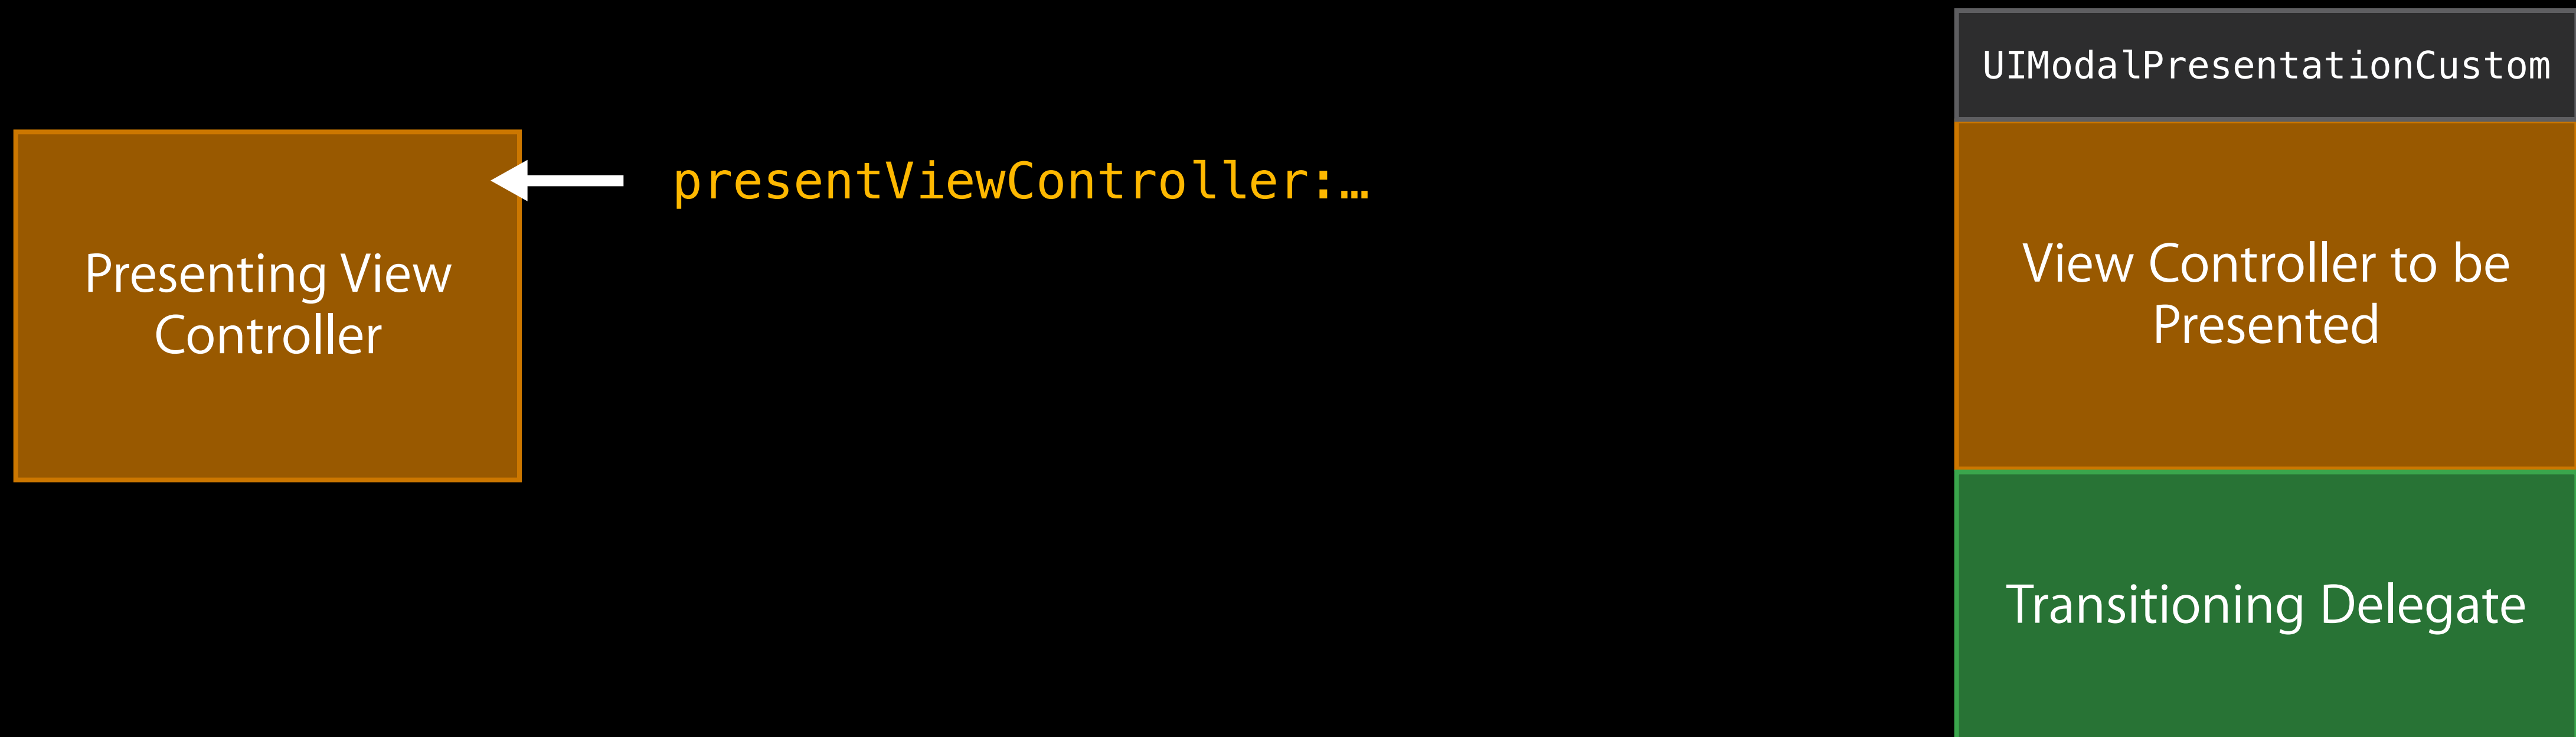 UIModalPresentationCustom
presentViewController:…
Presenting View
Controller
View Controller to be
Presented
Transitioning Delegate